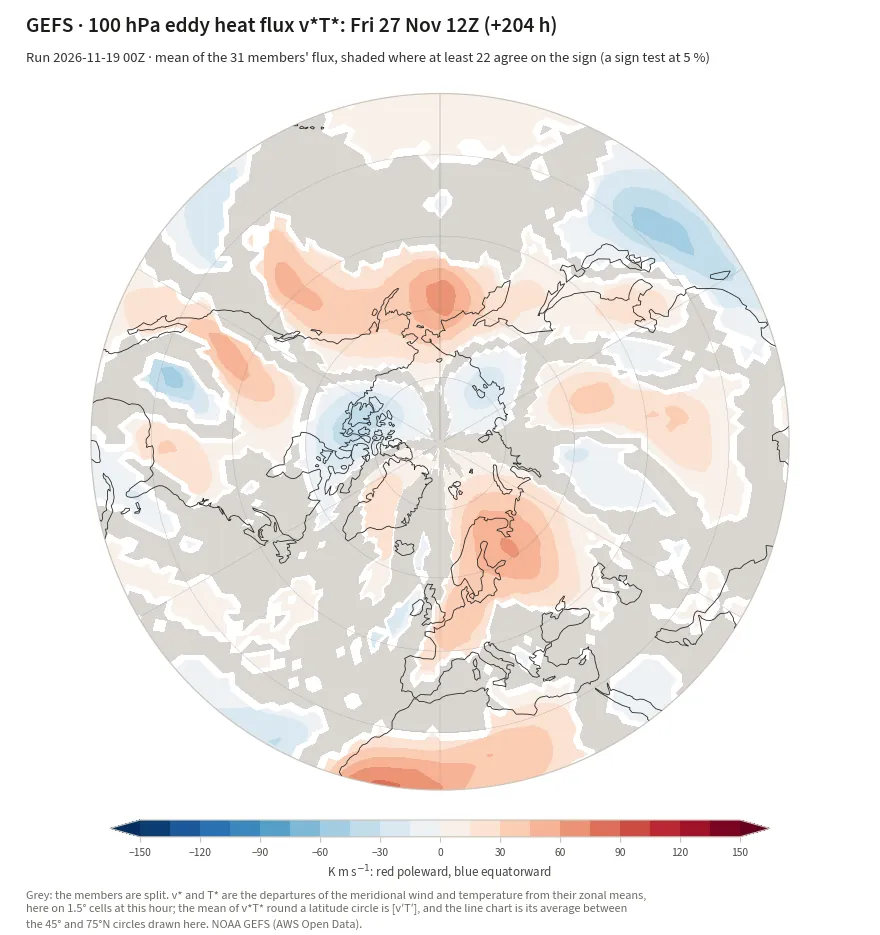 GEFS · 100 hPa eddy heat flux v*T*: Fri 27 Nov 12Z (+204 h)
Run 2026-11-19 00Z · mean of the 31 members' flux, shaded where at least 22 agree on the sign (a sign test at 5 %)
−150 −120 −90 −60 −30 0 30 60 90 120 150
K m s⁻¹: red poleward, blue equatorward
Grey: the members are split. v* and T* are the departures of the meridional wind and temperature from their zonal means,
here on 1.5° cells at this hour; the mean of v*T* round a latitude circle is [v'T'], and the line chart is its average between
the 45° and 75°N circles drawn here. NOAA GEFS (AWS Open Data).